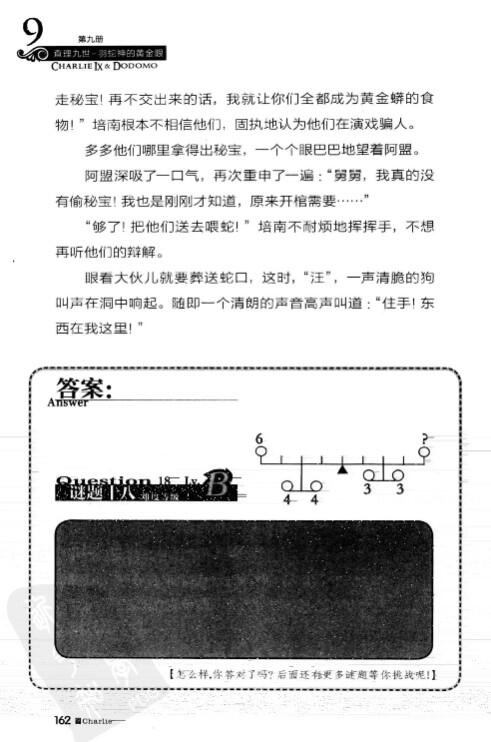 9
第九册
查理九世-羽蛇神的黄金眼
CHARLIE IX & DODOMO
走秘宝！再不交出来的话，我就让你们全都成为黄金蟒的食
物！”培南根本不相信他们，固执地认为他们在演戏骗人。
多多他们哪里拿得出秘宝，一个个眼巴巴地望着阿盟。
阿盟深吸了一口气，再次重申了一遍：“舅舅，我真的没
有偷秘宝！我也是刚刚才知道，原来开棺需要……”
“够了！把他们送去喂蛇！”培南不耐烦地挥挥手，不想
再听他们的辩解。
眼看大伙儿就要葬送蛇口，这时，“汪”，一声清脆的狗
叫声在洞中响起。随即一个清朗的声音高声叫道：“住手！东
西在我这里！”
答案：
Answer
6 ?
4 4 3 3
Question 18 Lv B
谜题十八 难度等级
【怎么样，你答对了吗？后面还有更多谜题等你挑战呢！】
162 Charlie